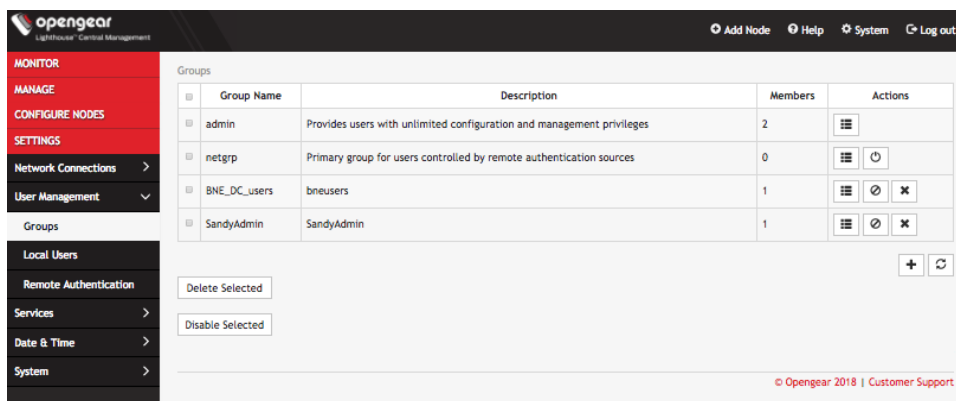 opengear
Lighthouse™ Central Management
Add Node Help System Log out
MONITOR
MANAGE
CONFIGURE NODES
SETTINGS
Network Connections
User Management
Groups
Local Users
Remote Authentication
Services
Date & Time
System
Groups
Group Name Description Members Actions
admin Provides users with unlimited configuration and management privileges 2
netgrp Primary group for users controlled by remote authentication sources 0
BNE_DC_users bneusers 1
SandyAdmin SandyAdmin 1
Delete Selected
Disable Selected
© Opengear 2018 | Customer Support